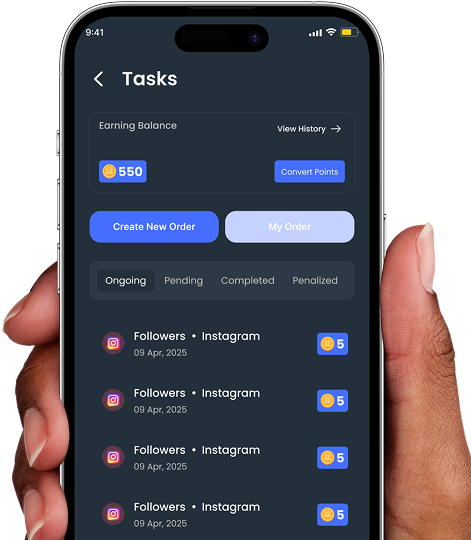 9:41
Tasks
Earning Balance
View History
550
Convert Points
Create New Order
My Order
Ongoing Pending Completed Penalized
Followers • Instagram
5
09 Apr, 2025
Followers • Instagram
5
09 Apr, 2025
Followers • Instagram
5
09 Apr, 2025
Followers • Instagram
5
09 Apr, 2025